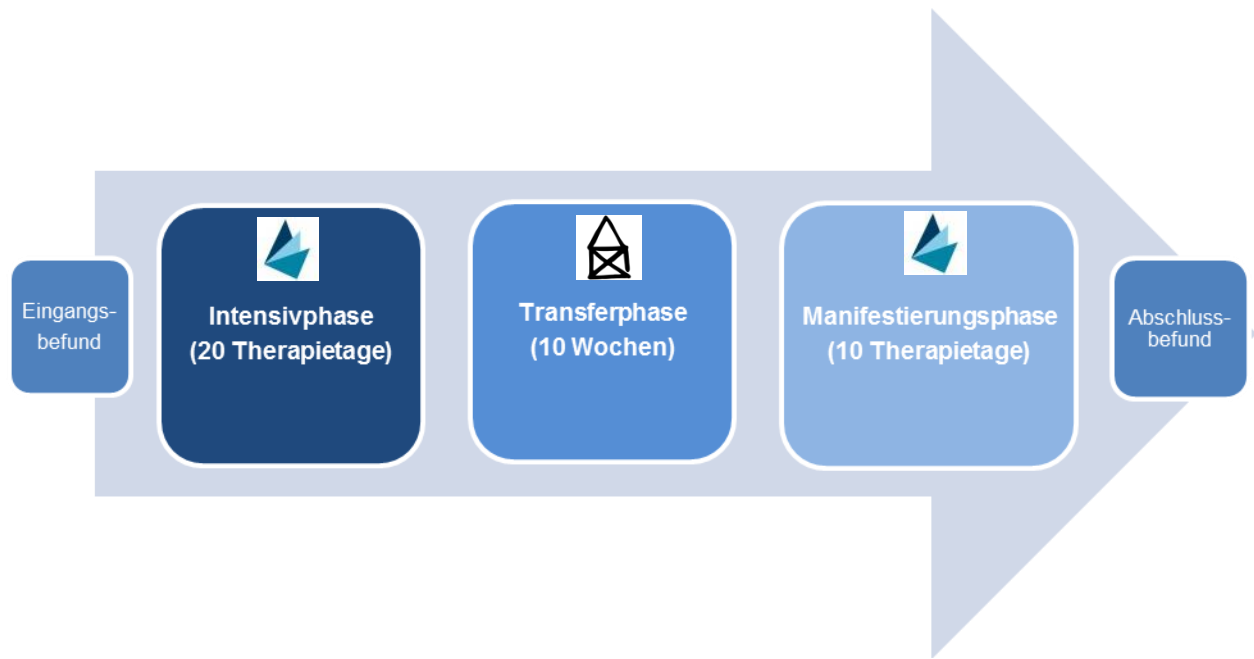 Eingangs-
befund
Intensivphase
(20 Therapietage)
Transferphase
(10 Wochen)
Manifestierungsphase
(10 Therapietage)
Abschluss-
befund